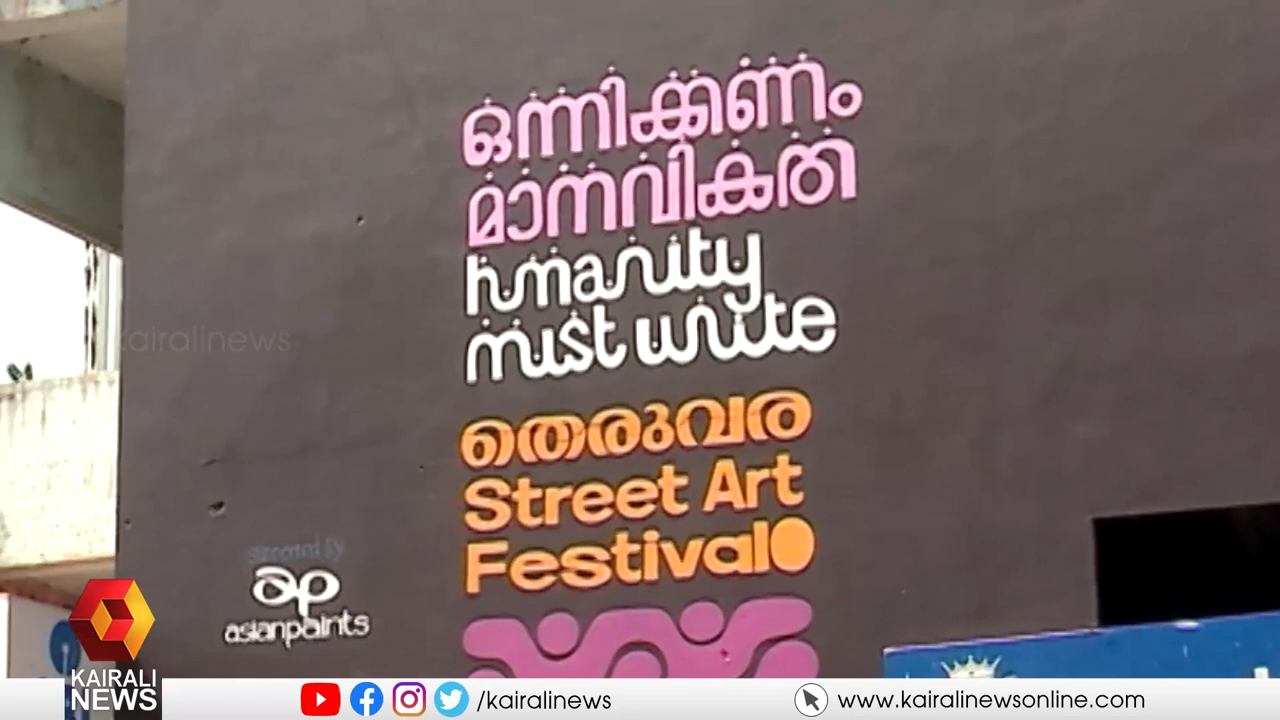 ഒന്നിക്കണം
മാനവികത
humanity
must unite
kairalinews
തെരുവര
Street Art
Festival
ap
asianpaints
KAIRALI
NEWS
/kairalinews
www.kairalinewsonline.com